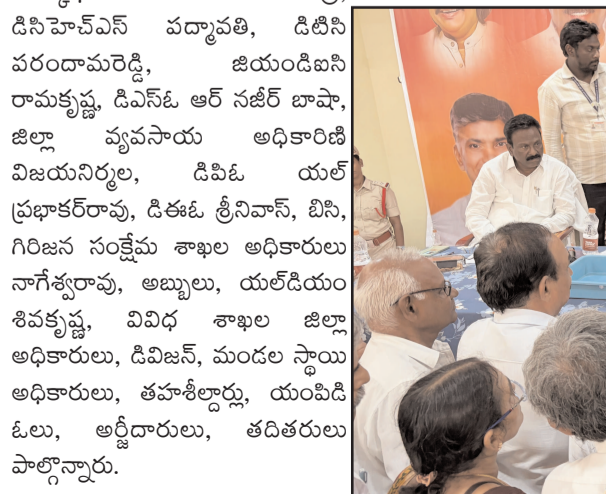 డిసిహెచ్ఎస్ పద్మావతి, డిటిసి
పరందామరెడ్డి, జియండిఐసి
రామకృష్ణ, డిఎస్ఓ ఆర్ నజీర్ బాషా,
జిల్లా వ్యవసాయ అధికారిణి
విజయనిర్మల, డిపిఓ యల్
ప్రభాకర్‌రావు, డిఈఓ శ్రీనివాస్, బిసి,
గిరిజన సంక్షేమ శాఖల అధికారులు
నాగేశ్వరావు, అబ్బులు, యల్‌డియం
శివకృష్ణ, వివిధ శాఖల జిల్లా
అధికారులు, డివిజన్, మండల స్థాయి
అధికారులు, తహశీల్దార్లు, యంపిడి
ఓలు, అర్జీదారులు, తదితరులు
పాల్గొన్నారు.